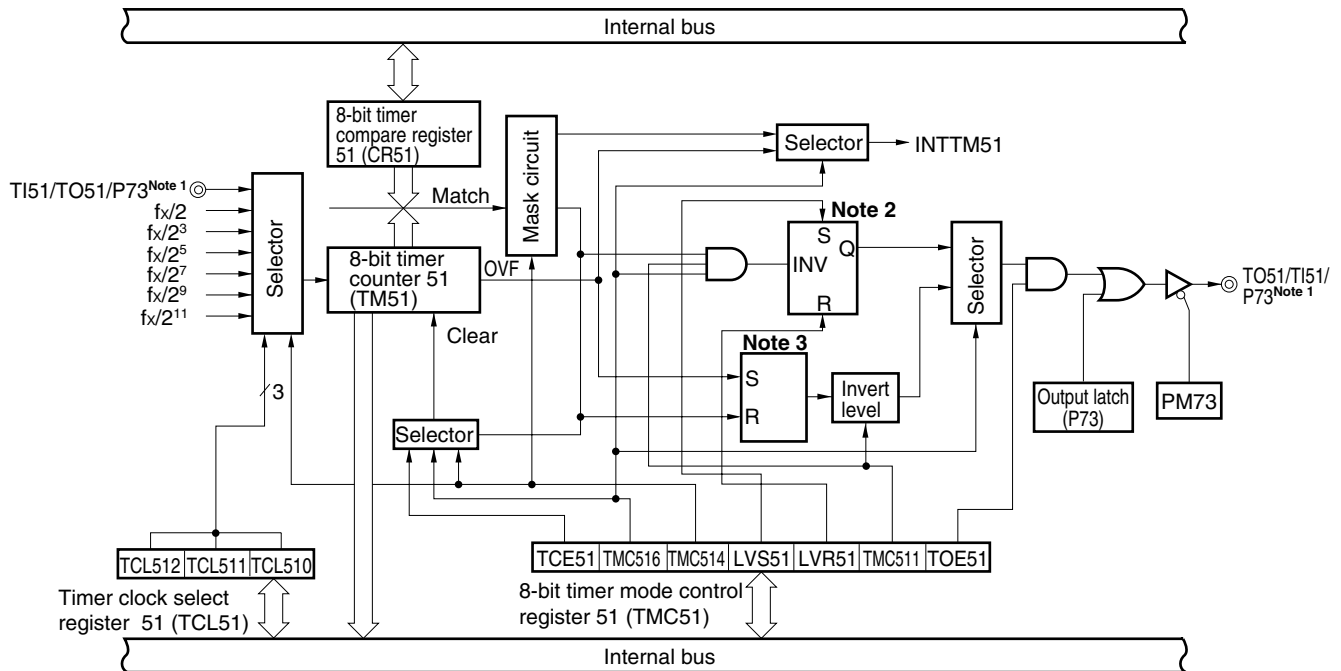 Internal bus
8-bit timer
compare register
51 (CR51)
Mask circuit
Selector
INTTM51
TI51/TO51/P73Note 1
fx/2
fx/2³
fx/2⁵
fx/2⁷
fx/2⁹
fx/2¹¹
Selector
Match
8-bit timer
counter 51
(TM51)
OVF
Clear
Note 2
S
Q
INV
R
Selector
TO51/TI51/
P73Note 1
Note 3
S
R
Invert
level
Output latch
(P73)
PM73
3
Selector
TCL512
TCL511
TCL510
Timer clock select
register 51 (TCL51)
TCE51
TMC516
TMC514
LVS51
LVR51
TMC511
TOE51
8-bit timer mode control
register 51 (TMC51)
Internal bus